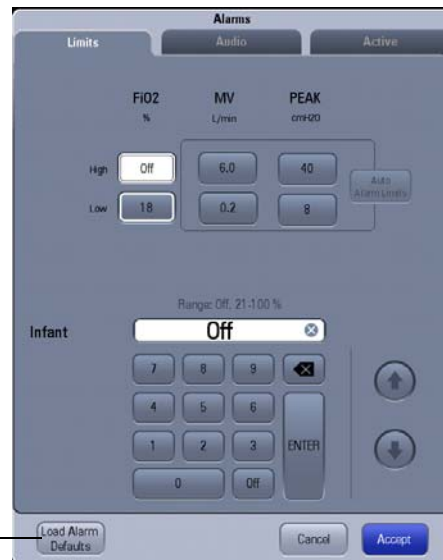 Alarms
Limits Audio Active
FiO2 MV PEAK
% L/min cmH20
High Off 6.0 40
Auto
Alarm Limits
Low 18 0.2 8
Range: Off, 21-100 %
Infant Off
7 8 9
4 5 6
1 2 3 ENTER
0 Off
Load Alarm
Defaults
Cancel Accept